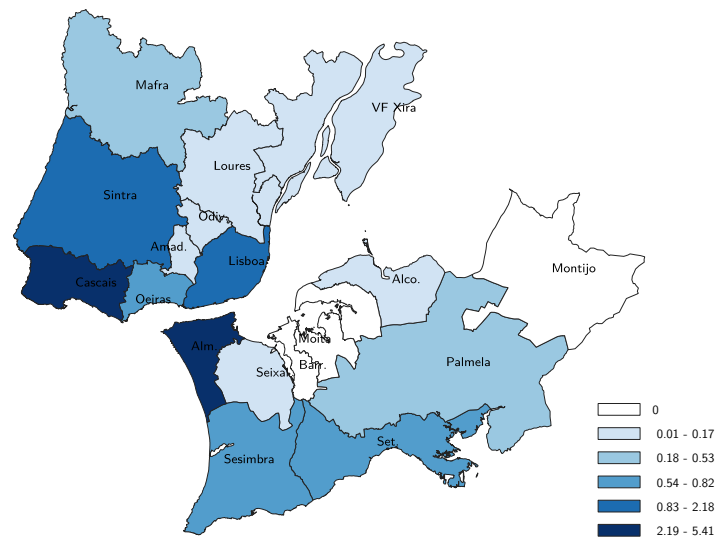 Mafra
VF Xira
Loures
Sintra
Odiv.
Amad.
Lisboa
Cascais
Oeiras
Alco.
Montijo
Moita
Alm.
Barr.
Seixal
Palmela
Set.
Sesimbra
0
0.01 - 0.17
0.18 - 0.53
0.54 - 0.82
0.83 - 2.18
2.19 - 5.41